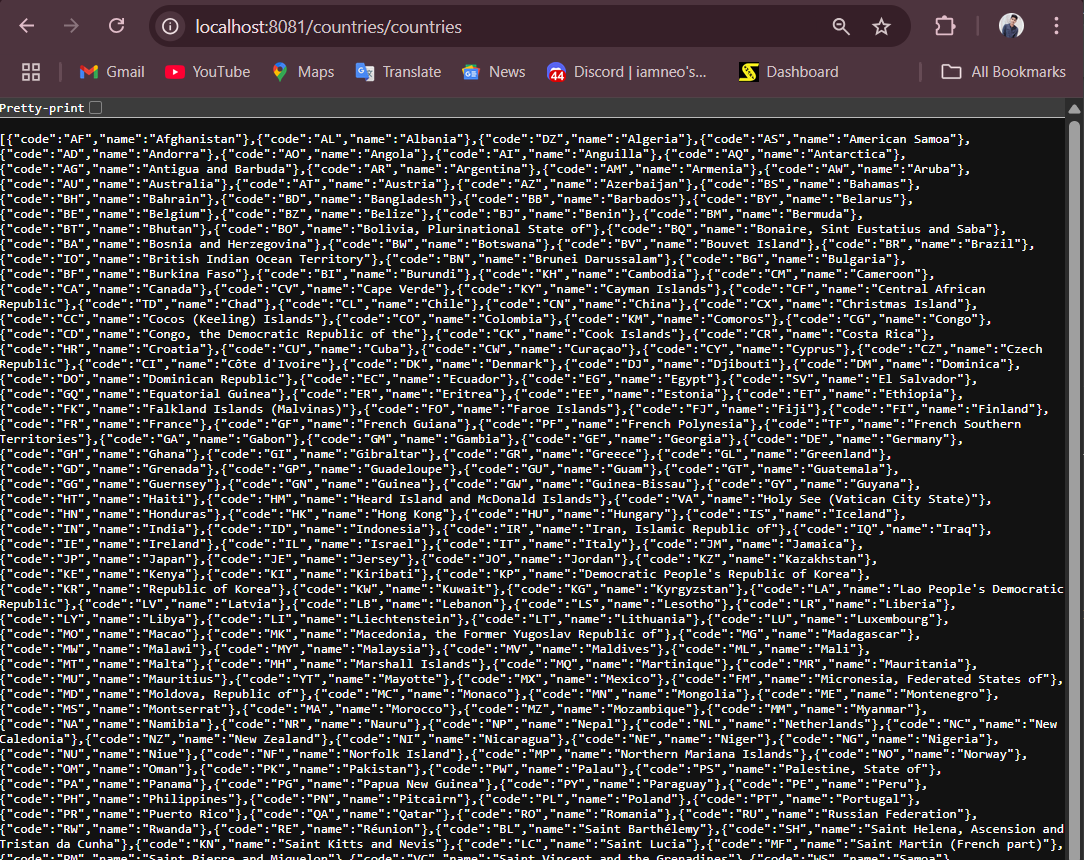 localhost:8081/countries/countries
Gmail YouTube Maps Translate News 44 Discord | iamneo's... Dashboard All Bookmarks
Pretty-print
[{"code":"AF","name":"Afghanistan"},{"code":"AL","name":"Albania"},{"code":"DZ","name":"Algeria"},{"code":"AS","name":"American Samoa"},
{"code":"AD","name":"Andorra"},{"code":"AO","name":"Angola"},{"code":"AI","name":"Anguilla"},{"code":"AQ","name":"Antarctica"},
{"code":"AG","name":"Antigua and Barbuda"},{"code":"AR","name":"Argentina"},{"code":"AM","name":"Armenia"},{"code":"AW","name":"Aruba"},
{"code":"AU","name":"Australia"},{"code":"AT","name":"Austria"},{"code":"AZ","name":"Azerbaijan"},{"code":"BS","name":"Bahamas"},
{"code":"BH","name":"Bahrain"},{"code":"BD","name":"Bangladesh"},{"code":"BB","name":"Barbados"},{"code":"BY","name":"Belarus"},
{"code":"BE","name":"Belgium"},{"code":"BZ","name":"Belize"},{"code":"BJ","name":"Benin"},{"code":"BM","name":"Bermuda"},
{"code":"BT","name":"Bhutan"},{"code":"BO","name":"Bolivia, Plurinational State of"},{"code":"BQ","name":"Bonaire, Sint Eustatius and Saba"},
{"code":"BA","name":"Bosnia and Herzegovina"},{"code":"BW","name":"Botswana"},{"code":"BV","name":"Bouvet Island"},{"code":"BR","name":"Brazil"},
{"code":"IO","name":"British Indian Ocean Territory"},{"code":"BN","name":"Brunei Darussalam"},{"code":"BG","name":"Bulgaria"},
{"code":"BF","name":"Burkina Faso"},{"code":"BI","name":"Burundi"},{"code":"KH","name":"Cambodia"},{"code":"CM","name":"Cameroon"},
{"code":"CA","name":"Canada"},{"code":"CV","name":"Cape Verde"},{"code":"KY","name":"Cayman Islands"},{"code":"CF","name":"Central African
Republic"},{"code":"TD","name":"Chad"},{"code":"CL","name":"Chile"},{"code":"CN","name":"China"},{"code":"CX","name":"Christmas Island"},
{"code":"CC","name":"Cocos (Keeling) Islands"},{"code":"CO","name":"Colombia"},{"code":"KM","name":"Comoros"},{"code":"CG","name":"Congo"},
{"code":"CD","name":"Congo, the Democratic Republic of the"},{"code":"CK","name":"Cook Islands"},{"code":"CR","name":"Costa Rica"},
{"code":"HR","name":"Croatia"},{"code":"CU","name":"Cuba"},{"code":"CW","name":"Curaçao"},{"code":"CY","name":"Cyprus"},{"code":"CZ","name":"Czech
Republic"},{"code":"CI","name":"Côte d'Ivoire"},{"code":"DK","name":"Denmark"},{"code":"DJ","name":"Djibouti"},{"code":"DM","name":"Dominica"},
{"code":"DO","name":"Dominican Republic"},{"code":"EC","name":"Ecuador"},{"code":"EG","name":"Egypt"},{"code":"SV","name":"El Salvador"},
{"code":"GQ","name":"Equatorial Guinea"},{"code":"ER","name":"Eritrea"},{"code":"EE","name":"Estonia"},{"code":"ET","name":"Ethiopia"},
{"code":"FK","name":"Falkland Islands (Malvinas)"},{"code":"FO","name":"Faroe Islands"},{"code":"FJ","name":"Fiji"},{"code":"FI","name":"Finland"},
{"code":"FR","name":"France"},{"code":"GF","name":"French Guiana"},{"code":"PF","name":"French Polynesia"},{"code":"TF","name":"French Southern
Territories"},{"code":"GA","name":"Gabon"},{"code":"GM","name":"Gambia"},{"code":"GE","name":"Georgia"},{"code":"DE","name":"Germany"},
{"code":"GH","name":"Ghana"},{"code":"GI","name":"Gibraltar"},{"code":"GR","name":"Greece"},{"code":"GL","name":"Greenland"},
{"code":"GD","name":"Grenada"},{"code":"GP","name":"Guadeloupe"},{"code":"GU","name":"Guam"},{"code":"GT","name":"Guatemala"},
{"code":"GG","name":"Guernsey"},{"code":"GN","name":"Guinea"},{"code":"GW","name":"Guinea-Bissau"},{"code":"GY","name":"Guyana"},
{"code":"HT","name":"Haiti"},{"code":"HM","name":"Heard Island and McDonald Islands"},{"code":"VA","name":"Holy See (Vatican City State)"},
{"code":"HN","name":"Honduras"},{"code":"HK","name":"Hong Kong"},{"code":"HU","name":"Hungary"},{"code":"IS","name":"Iceland"},
{"code":"IN","name":"India"},{"code":"ID","name":"Indonesia"},{"code":"IR","name":"Iran, Islamic Republic of"},{"code":"IQ","name":"Iraq"},
{"code":"IE","name":"Ireland"},{"code":"IL","name":"Israel"},{"code":"IT","name":"Italy"},{"code":"JM","name":"Jamaica"},
{"code":"JP","name":"Japan"},{"code":"JE","name":"Jersey"},{"code":"JO","name":"Jordan"},{"code":"KZ","name":"Kazakhstan"},
{"code":"KE","name":"Kenya"},{"code":"KI","name":"Kiribati"},{"code":"KP","name":"Democratic People's Republic of Korea"},
{"code":"KR","name":"Republic of Korea"},{"code":"KW","name":"Kuwait"},{"code":"KG","name":"Kyrgyzstan"},{"code":"LA","name":"Lao People's Democratic
Republic"},{"code":"LV","name":"Latvia"},{"code":"LB","name":"Lebanon"},{"code":"LS","name":"Lesotho"},{"code":"LR","name":"Liberia"},
{"code":"LY","name":"Libya"},{"code":"LI","name":"Liechtenstein"},{"code":"LT","name":"Lithuania"},{"code":"LU","name":"Luxembourg"},
{"code":"MO","name":"Macao"},{"code":"MK","name":"Macedonia, the Former Yugoslav Republic of"},{"code":"MG","name":"Madagascar"},
{"code":"MW","name":"Malawi"},{"code":"MY","name":"Malaysia"},{"code":"MV","name":"Maldives"},{"code":"ML","name":"Mali"},
{"code":"MT","name":"Malta"},{"code":"MH","name":"Marshall Islands"},{"code":"MQ","name":"Martinique"},{"code":"MR","name":"Mauritania"},
{"code":"MU","name":"Mauritius"},{"code":"YT","name":"Mayotte"},{"code":"MX","name":"Mexico"},{"code":"FM","name":"Micronesia, Federated States of"},
{"code":"MD","name":"Moldova, Republic of"},{"code":"MC","name":"Monaco"},{"code":"MN","name":"Mongolia"},{"code":"ME","name":"Montenegro"},
{"code":"MS","name":"Montserrat"},{"code":"MA","name":"Morocco"},{"code":"MZ","name":"Mozambique"},{"code":"MM","name":"Myanmar"},
{"code":"NA","name":"Namibia"},{"code":"NR","name":"Nauru"},{"code":"NP","name":"Nepal"},{"code":"NL","name":"Netherlands"},{"code":"NC","name":"New
Caledonia"},{"code":"NZ","name":"New Zealand"},{"code":"NI","name":"Nicaragua"},{"code":"NE","name":"Niger"},{"code":"NG","name":"Nigeria"},
{"code":"NU","name":"Niue"},{"code":"NF","name":"Norfolk Island"},{"code":"MP","name":"Northern Mariana Islands"},{"code":"NO","name":"Norway"},
{"code":"OM","name":"Oman"},{"code":"PK","name":"Pakistan"},{"code":"PW","name":"Palau"},{"code":"PS","name":"Palestine, State of"},
{"code":"PA","name":"Panama"},{"code":"PG","name":"Papua New Guinea"},{"code":"PY","name":"Paraguay"},{"code":"PE","name":"Peru"},
{"code":"PH","name":"Philippines"},{"code":"PN","name":"Pitcairn"},{"code":"PL","name":"Poland"},{"code":"PT","name":"Portugal"},
{"code":"PR","name":"Puerto Rico"},{"code":"QA","name":"Qatar"},{"code":"RO","name":"Romania"},{"code":"RU","name":"Russian Federation"},
{"code":"RW","name":"Rwanda"},{"code":"RE","name":"Réunion"},{"code":"BL","name":"Saint Barthélemy"},{"code":"SH","name":"Saint Helena, Ascension and
Tristan da Cunha"},{"code":"KN","name":"Saint Kitts and Nevis"},{"code":"LC","name":"Saint Lucia"},{"code":"MF","name":"Saint Martin (French part)"},
{"code":"PM","name":"Saint Pierre and Miquelon"},{"code":"VC","name":"Saint Vincent and the Grenadines"},{"code":"WS","name":"Samoa"},